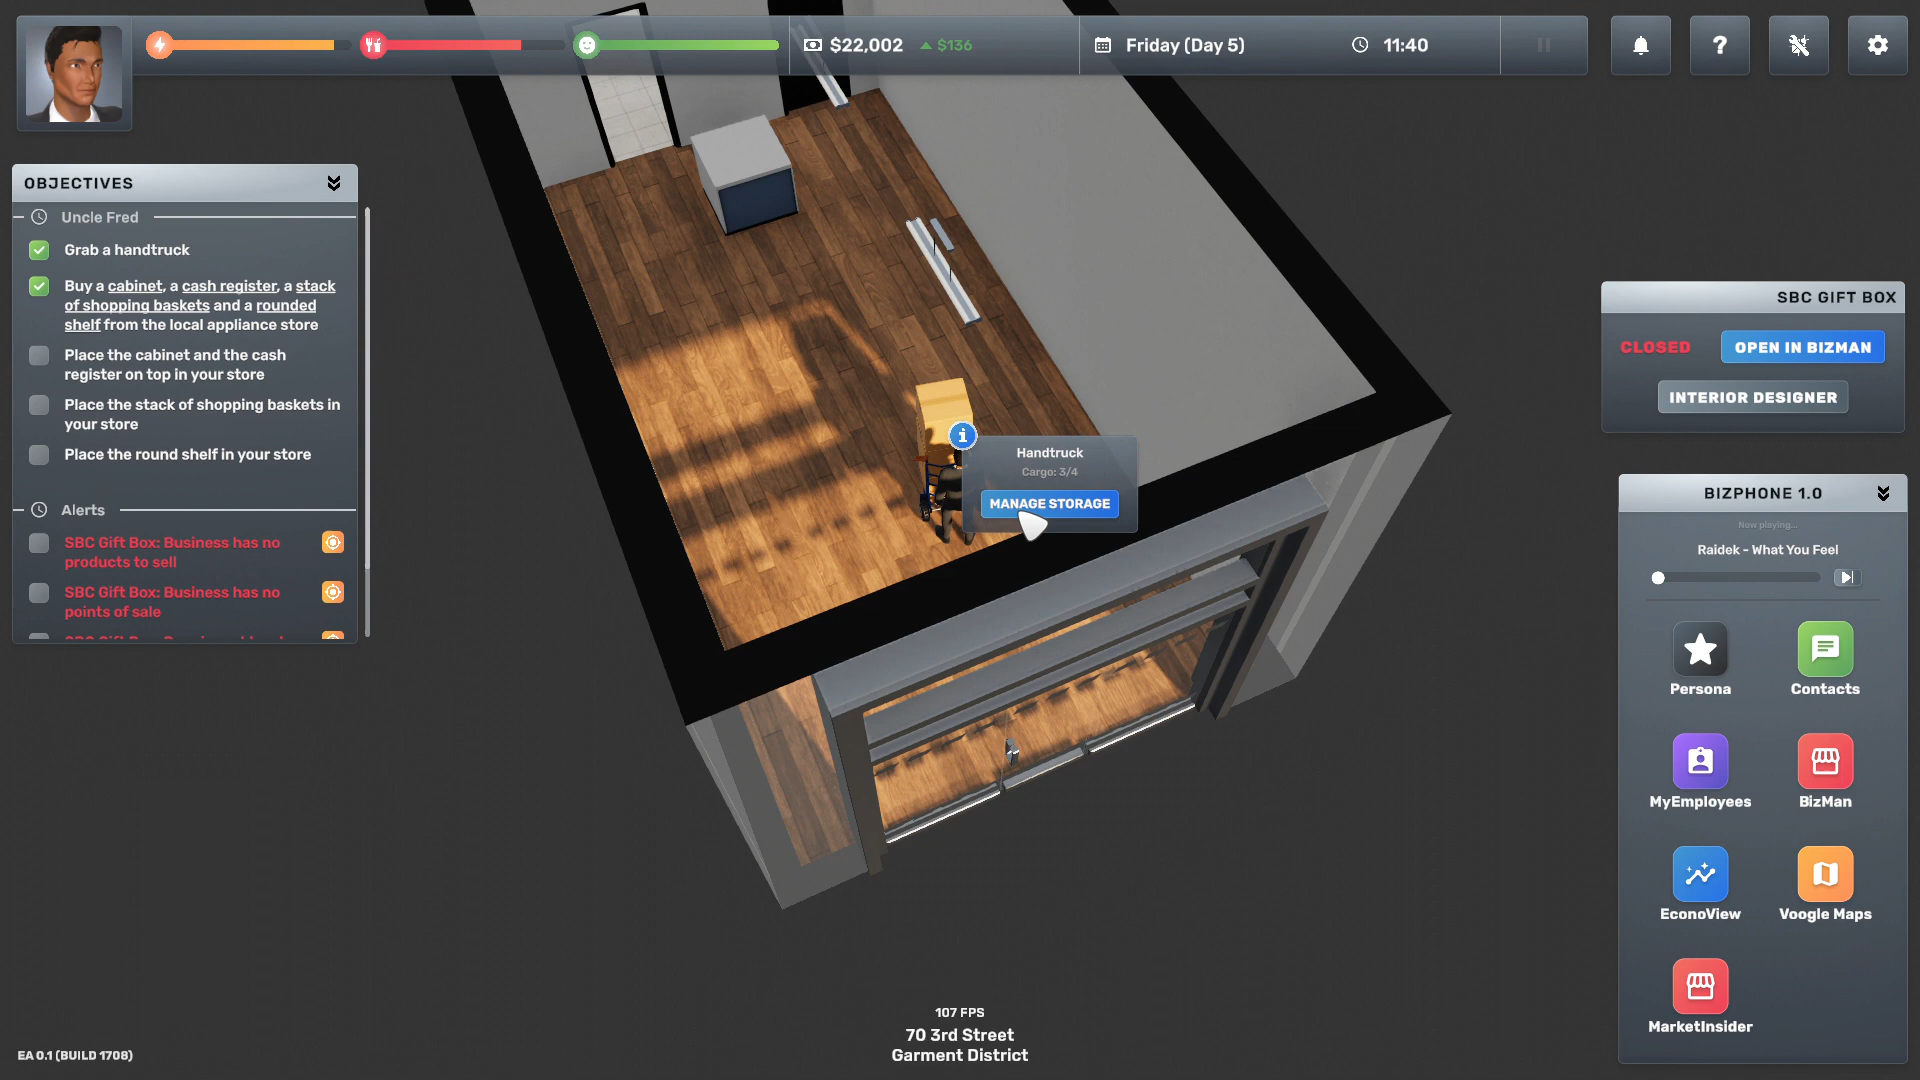 $22,002
$136
Friday (Day 5)
11:40
OBJECTIVES
Uncle Fred
Grab a handtruck
Buy a cabinet, a cash register, a stack
of shopping baskets and a rounded
shelf from the local appliance store
Place the cabinet and the cash
register on top in your store
Place the stack of shopping baskets in
your store
Place the round shelf in your store
Alerts
SBC Gift Box: Business has no
products to sell
SBC Gift Box: Business has no
points of sale
Handtruck
Cargo: 3/4
MANAGE STORAGE
SBC GIFT BOX
CLOSED
OPEN IN BIZMAN
INTERIOR DESIGNER
BIZPHONE 1.0
Now playing...
Raidek - What You Feel
Persona
Contacts
MyEmployees
BizMan
EconoView
Voogle Maps
MarketInsider
107 FPS
70 3rd Street
Garment District
EA 0.1 (BUILD 1708)